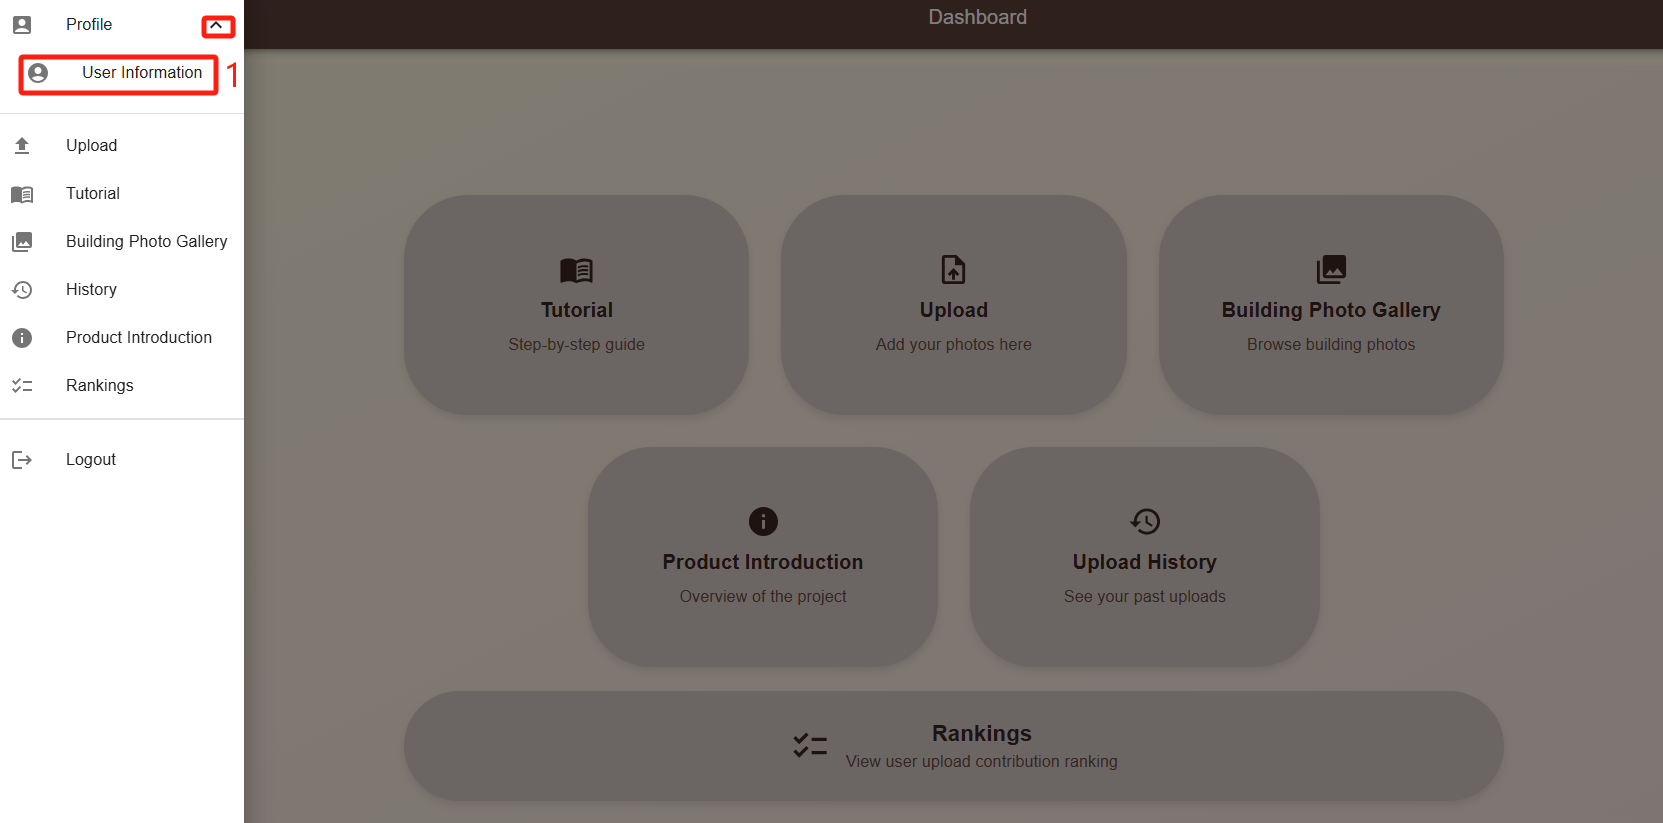 Profile
User Information 1
Upload
Tutorial
Building Photo Gallery
History
Product Introduction
Rankings
Logout
Dashboard
Tutorial
Step-by-step guide
Upload
Add your photos here
Building Photo Gallery
Browse building photos
Product Introduction
Overview of the project
Upload History
See your past uploads
Rankings
View user upload contribution ranking